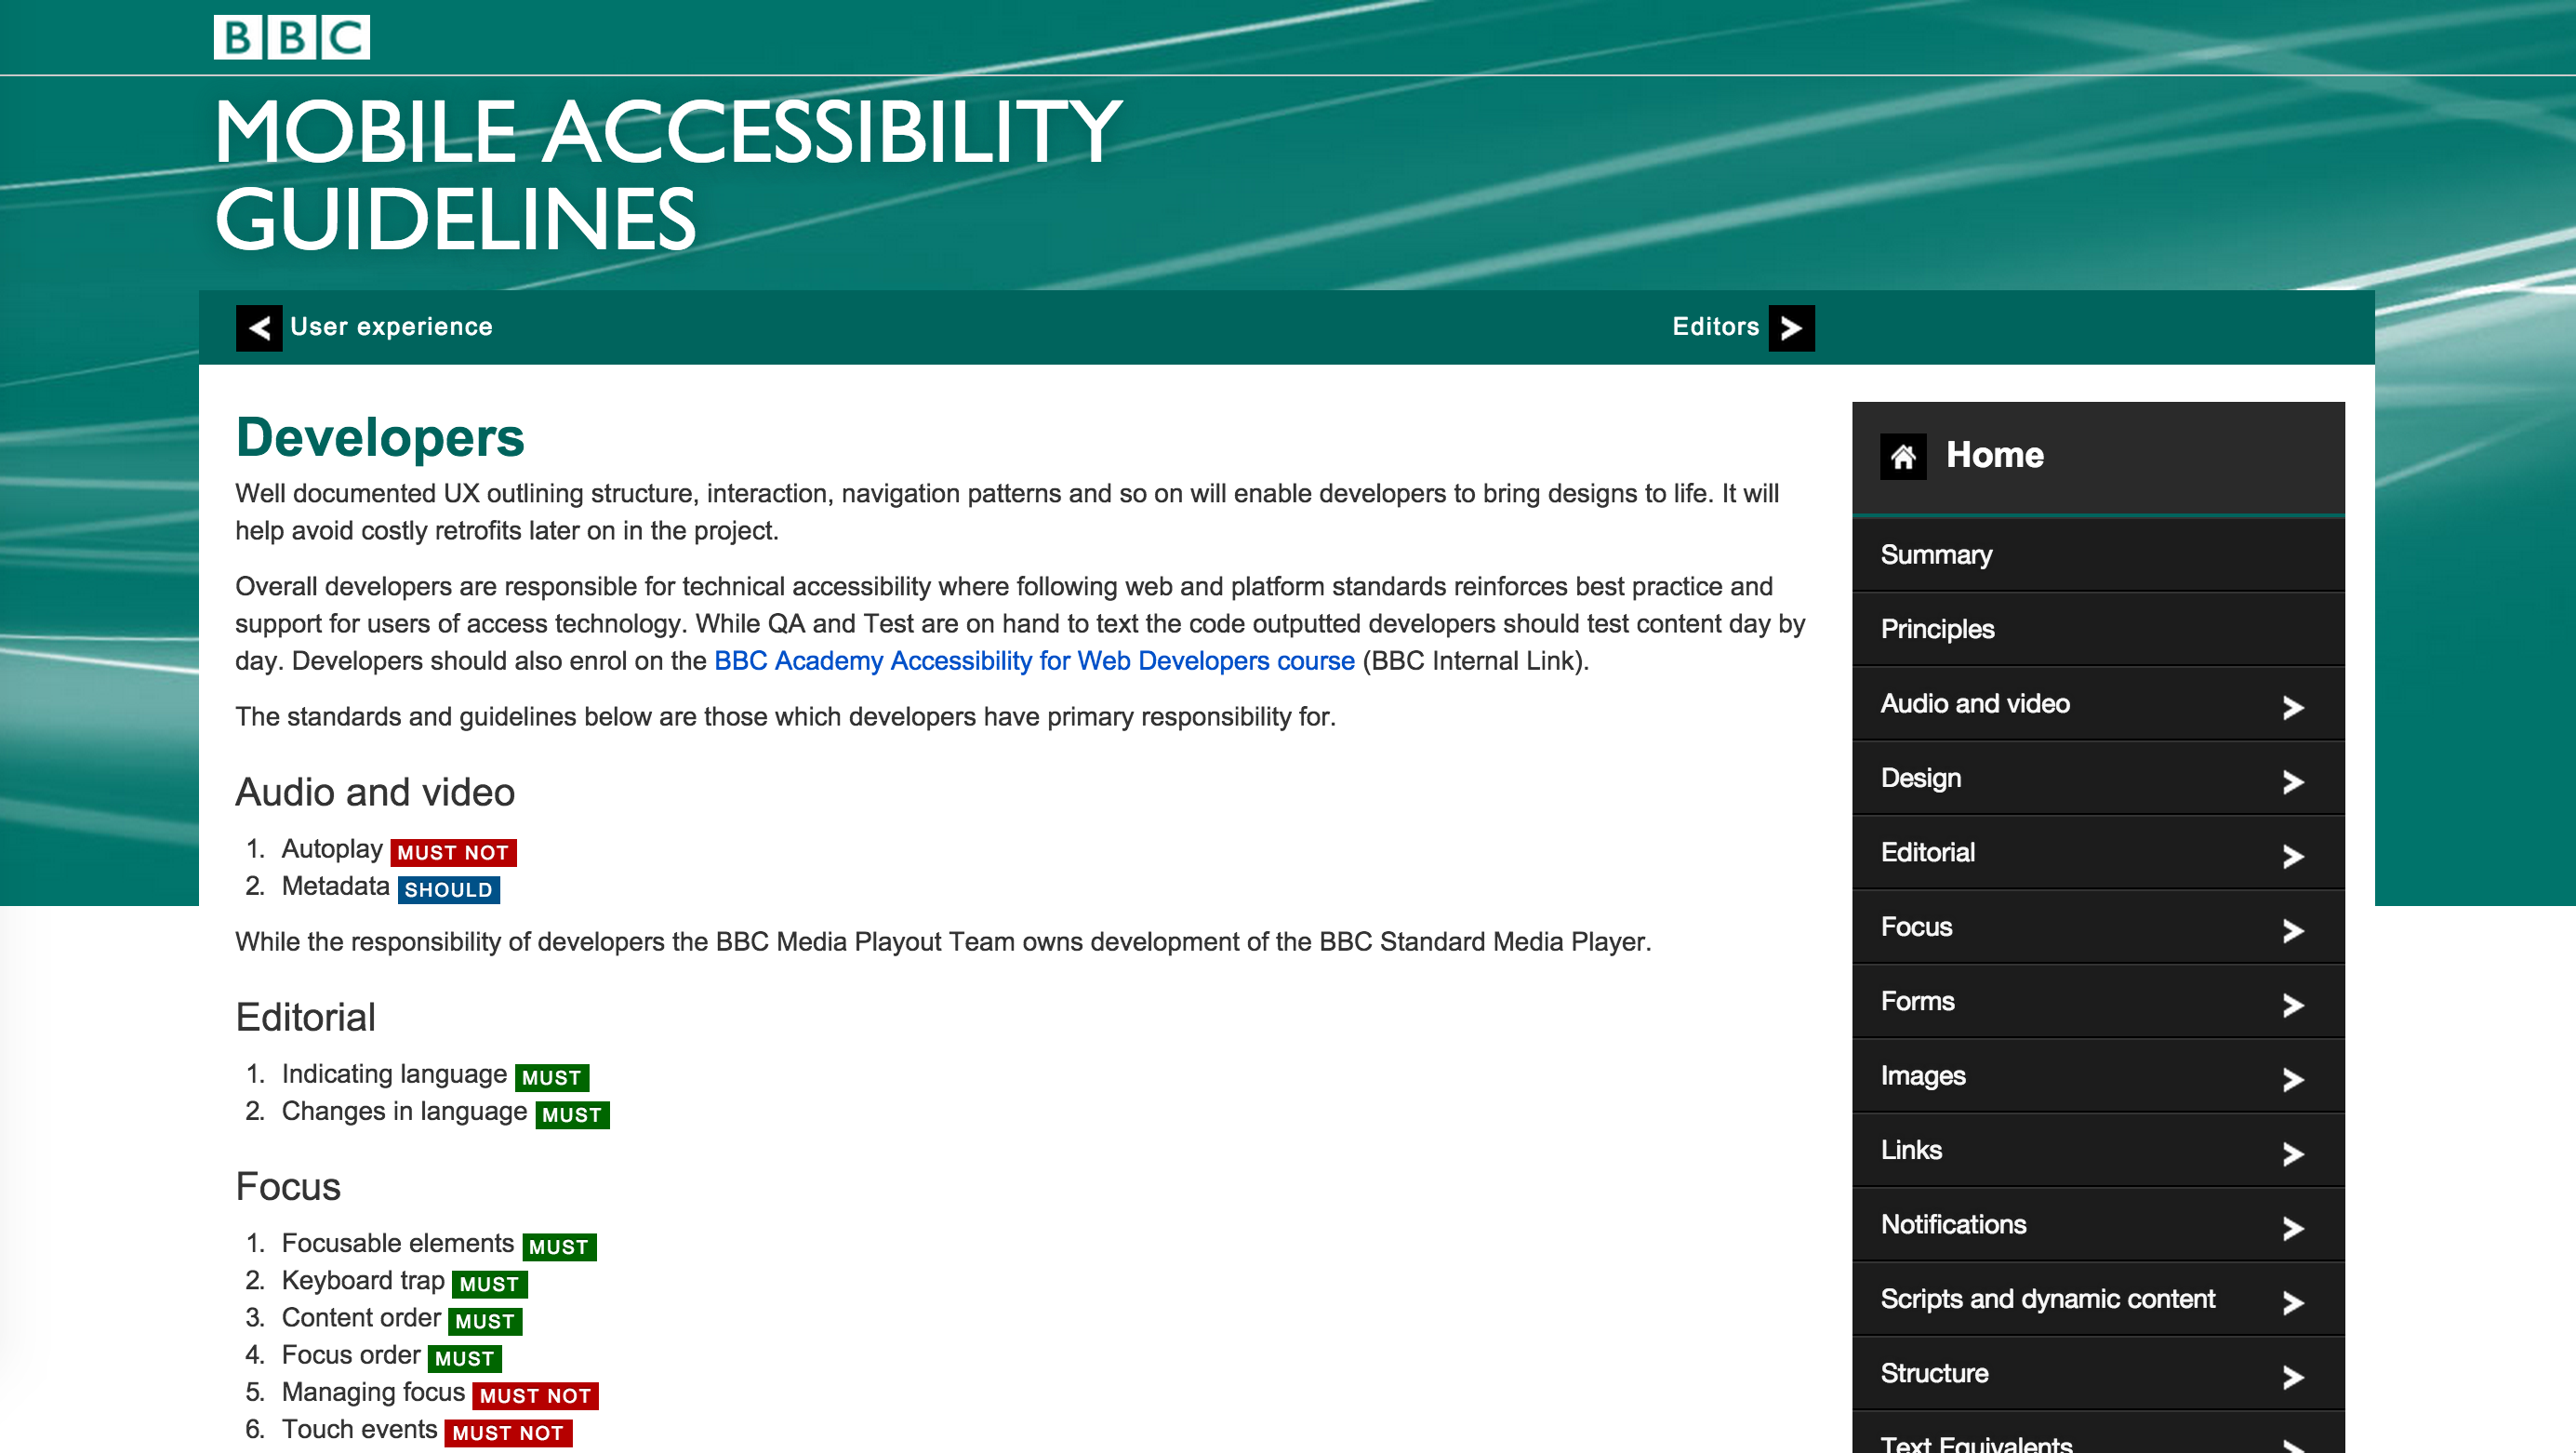 BBC
MOBILE ACCESSIBILITY
GUIDELINES
User experience
Editors
Developers
Well documented UX outlining structure, interaction, navigation patterns and so on will enable developers to bring designs to life. It will
help avoid costly retrofits later on in the project.
Overall developers are responsible for technical accessibility where following web and platform standards reinforces best practice and
support for users of access technology. While QA and Test are on hand to text the code outputted developers should test content day by
day. Developers should also enrol on the BBC Academy Accessibility for Web Developers course (BBC Internal Link).
The standards and guidelines below are those which developers have primary responsibility for.
Audio and video
1. Autoplay MUST NOT
2. Metadata SHOULD
While the responsibility of developers the BBC Media Playout Team owns development of the BBC Standard Media Player.
Editorial
1. Indicating language MUST
2. Changes in language MUST
Focus
1. Focusable elements MUST
2. Keyboard trap MUST
3. Content order MUST
4. Focus order MUST
5. Managing focus MUST NOT
6. Touch events MUST NOT
Home
Summary
Principles
Audio and video
Design
Editorial
Focus
Forms
Images
Links
Notifications
Scripts and dynamic content
Structure
Text Equivalents